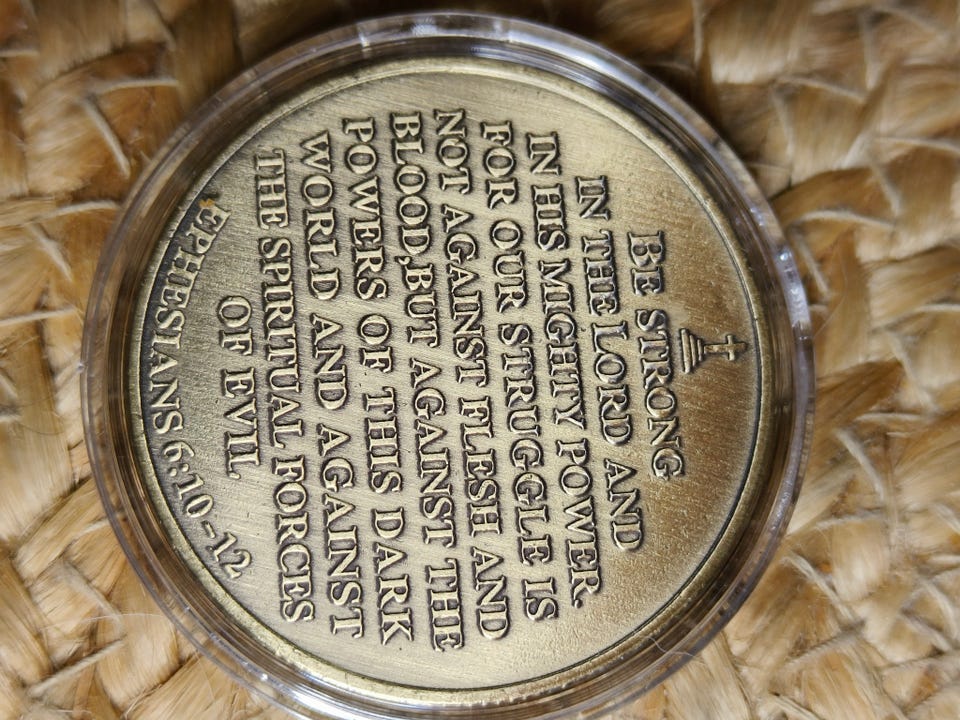 BE STRONG
IN THE LORD AND
IN HIS MIGHTY POWER.
FOR OUR STRUGGLE IS
NOT AGAINST FLESH AND
BLOOD,BUT AGAINST THE
POWERS OF THIS DARK
WORLD AND AGAINST
THE SPIRITUAL FORCES
OF EVIL
EPHESIANS 6:10-12